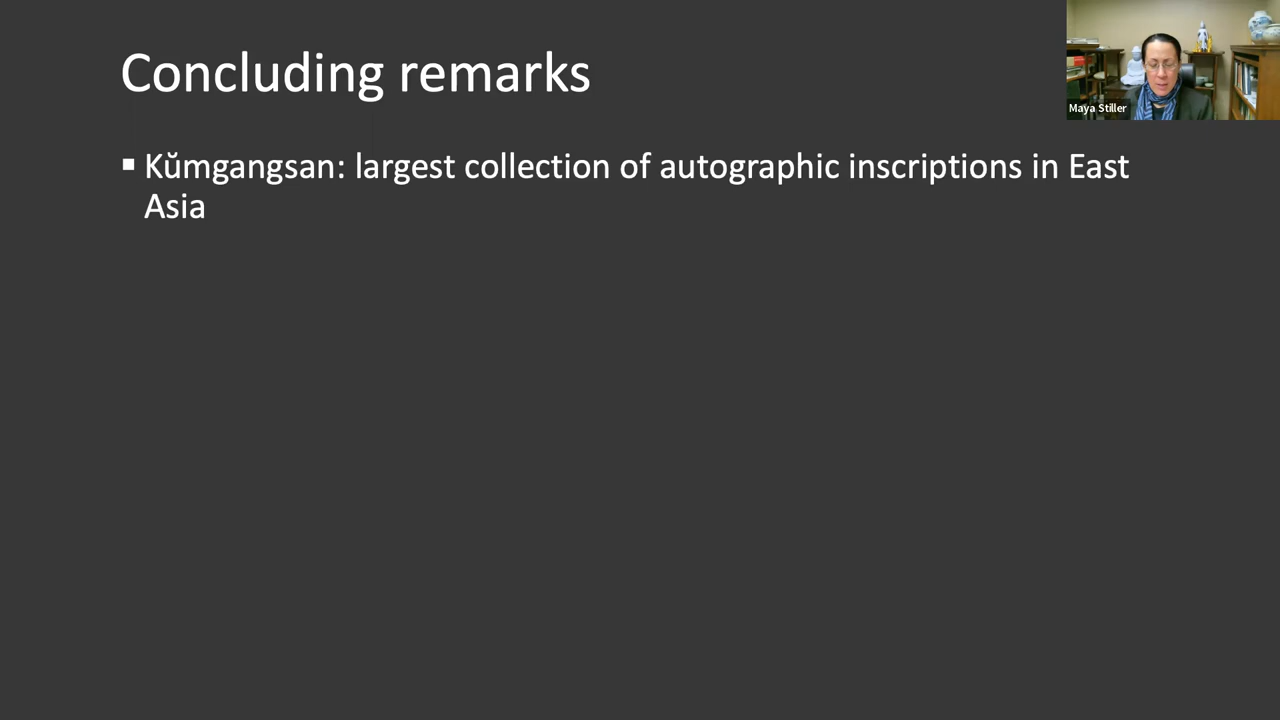 Concluding remarks
Maya Stiller
▪ Kŭmgangsan: largest collection of autographic inscriptions in East
Asia